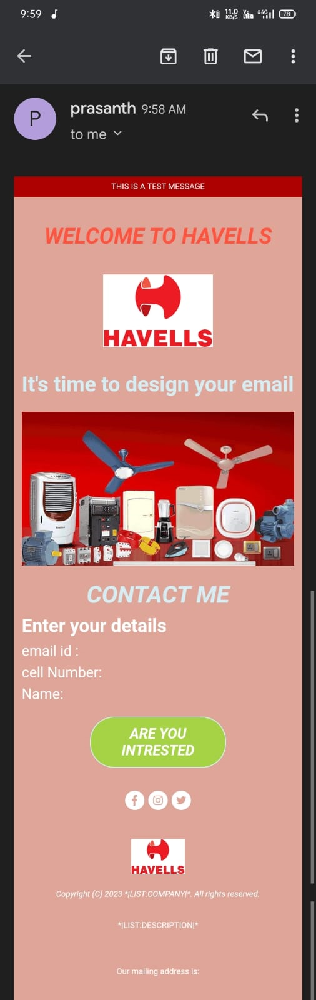 9:59
11.0 KB/S
Vo LTED
4G
78
P
prasanth 9:58 AM
to me
THIS IS A TEST MESSAGE
WELCOME TO HAVELLS
HAVELLS
It's time to design your email
CONTACT ME
Enter your details
email id :
cell Number:
Name:
ARE YOU
INTRESTED
HAVELLS
Copyright (C) 2023 *|LIST:COMPANY|*. All rights reserved.
*|LIST:DESCRIPTION|*
Our mailing address is: